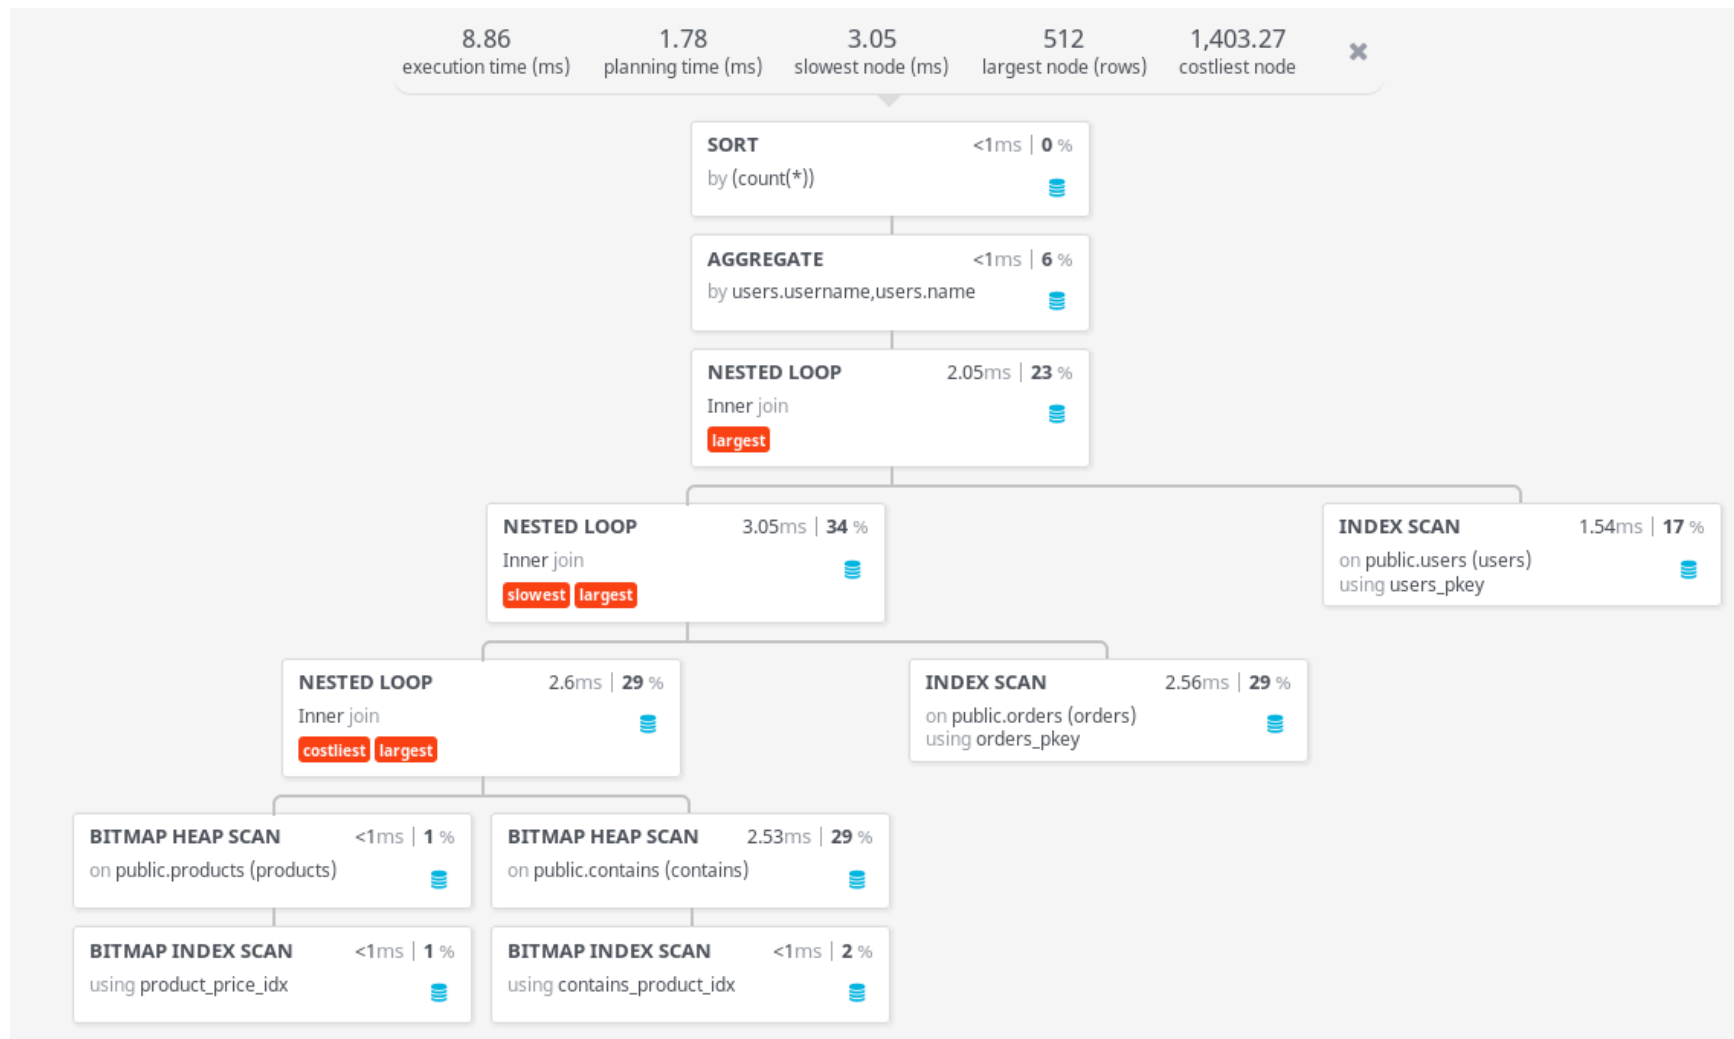 8.86 1.78 3.05 512 1,403.27
execution time (ms) planning time (ms) slowest node (ms) largest node (rows) costliest node
SORT <1ms | 0 %
by (count(*))
AGGREGATE <1ms | 6 %
by users.username,users.name
NESTED LOOP 2.05ms | 23 %
Inner join
largest
NESTED LOOP 3.05ms | 34 %
Inner join
slowest largest
INDEX SCAN 1.54ms | 17 %
on public.users (users)
using users_pkey
NESTED LOOP 2.6ms | 29 %
Inner join
costliest largest
INDEX SCAN 2.56ms | 29 %
on public.orders (orders)
using orders_pkey
BITMAP HEAP SCAN <1ms | 1 %
on public.products (products)
BITMAP HEAP SCAN 2.53ms | 29 %
on public.contains (contains)
BITMAP INDEX SCAN <1ms | 1 %
using product_price_idx
BITMAP INDEX SCAN <1ms | 2 %
using contains_product_idx